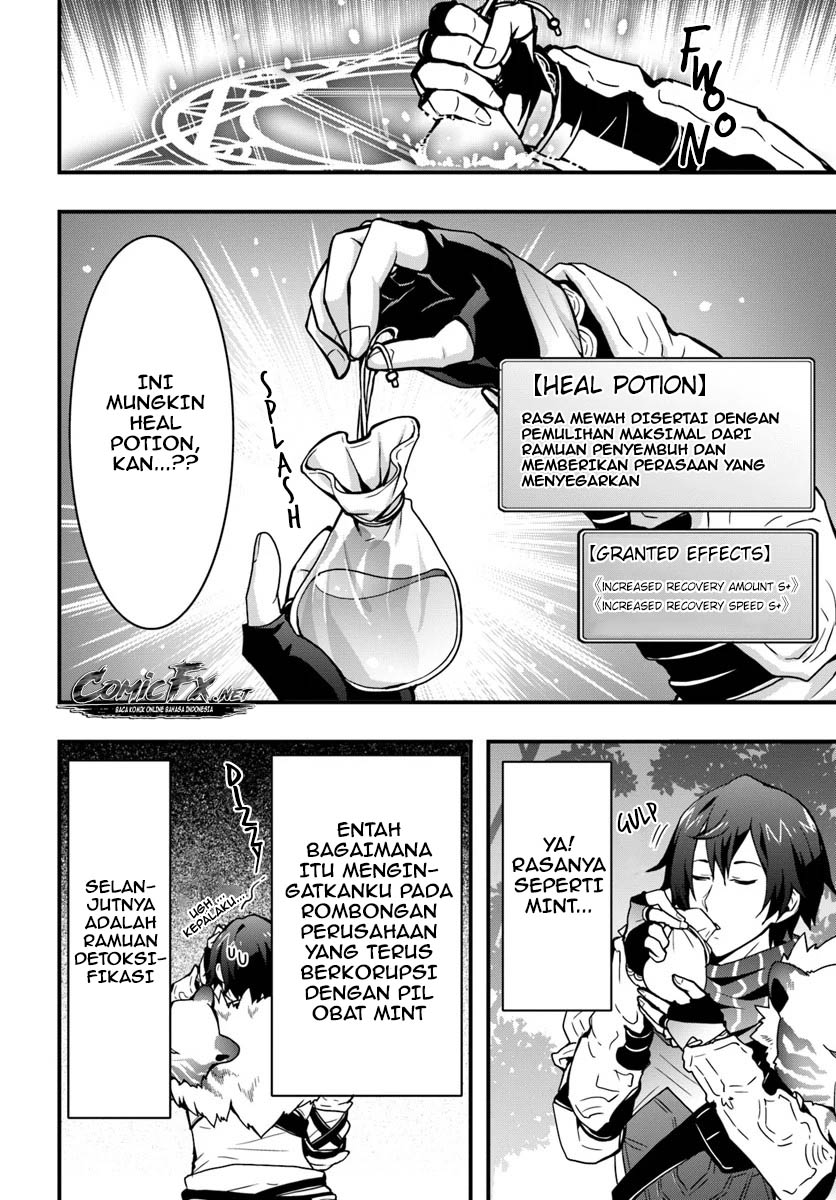 FWOON
INI
MUNGKIN
HEAL
POTION,
KAN...??
SPLASH
【HEAL POTION】
RASA MEWAH DISERTAI DENGAN
PEMULIHAN MAKSIMAL DARI
RAMUAN PENYEMBUH DAN
MEMBERIKAN PERASAAN YANG
MENYEGARKAN
【GRANTED EFFECTS】
《INCREASED RECOVERY AMOUNT S+》
《INCREASED RECOVERY SPEED S+》
COMICFX.NET
BACA KOMIK ONLINE BAHASA INDONESIA
GULP
YA!
RASANYA
SEPERTI
MINT...
ENTAH
BAGAIMANA
ITU MENGIN-
GATKANKU PADA
ROMBONGAN
PERUSAHAAN
YANG TERUS
BERKORUPSI
DENGAN PIL
OBAT MINT
DIZZY
UGH...
KEPALAKU...
SELAN-
JUTNYA
ADALAH
RAMUAN
DETOKSI-
FIKASI